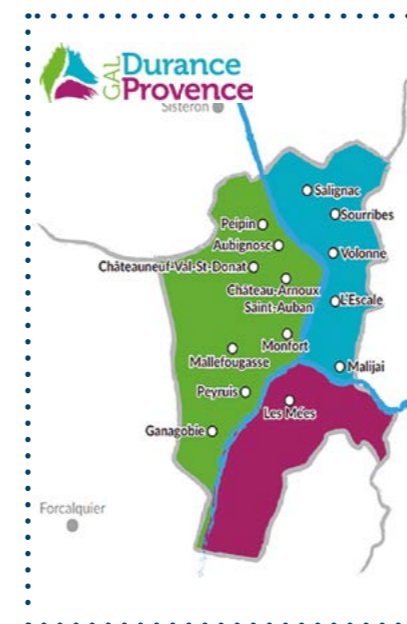 GAL
Durance
Provence
Sisteron
Salignac
Sourribes
Peipin
Aubignosc
Volonne
Châteauneuf-Val-St-Donat
Château-Arnoux
Saint-Auban
L'Escale
Monfort
Mallefougasse
Malijai
Peyruis
Les Mées
Ganagobie
Forcalquier